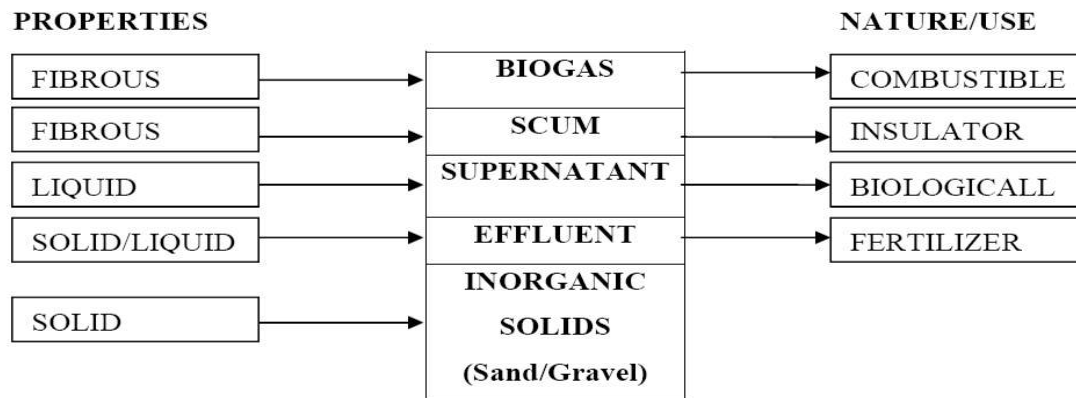 PROPERTIES NATURE/USE
FIBROUS BIOGAS COMBUSTIBLE
FIBROUS SCUM INSULATOR
LIQUID SUPERNATANT BIOLOGICALL
SOLID/LIQUID EFFLUENT FERTILIZER
SOLID INORGANIC
SOLIDS
(Sand/Gravel)